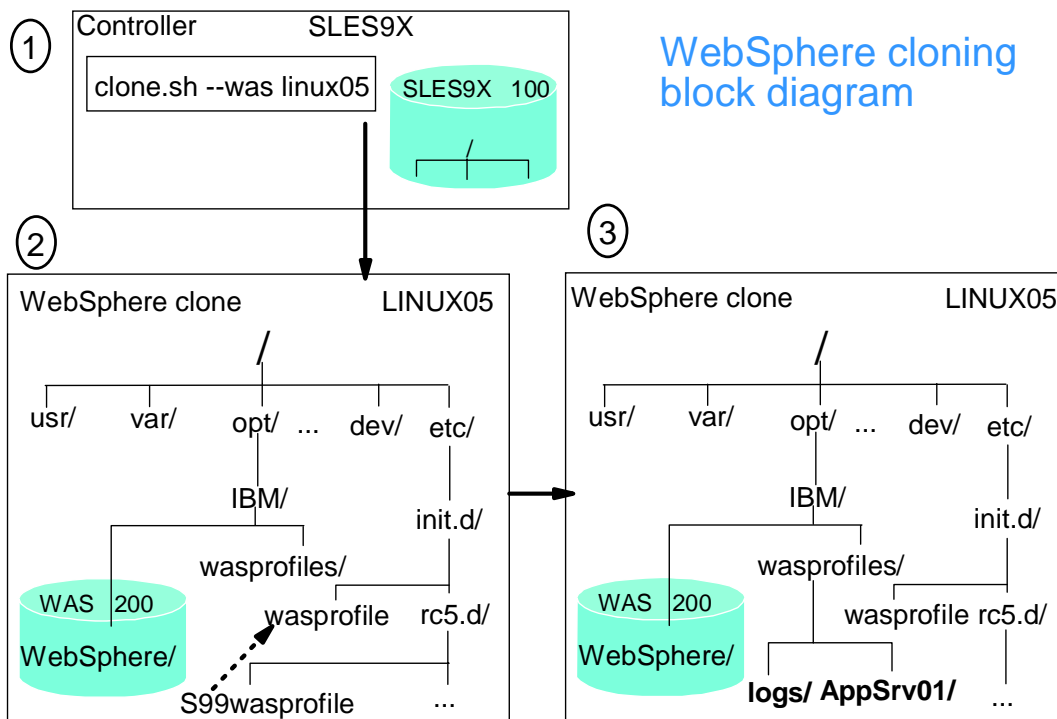 WebSphere cloning
block diagram
1
Controller SLES9X
clone.sh --was linux05
SLES9X 100
/
2
WebSphere clone LINUX05
/
usr/ var/ opt/ ... dev/ etc/
IBM/
init.d/
wasprofiles/
WAS 200
wasprofile rc5.d/
WebSphere/
S99wasprofile ...
3
WebSphere clone LINUX05
/
usr/ var/ opt/ ... dev/ etc/
IBM/
init.d/
wasprofiles/
WAS 200
wasprofile rc5.d/
WebSphere/
logs/ AppSrv01/ ...